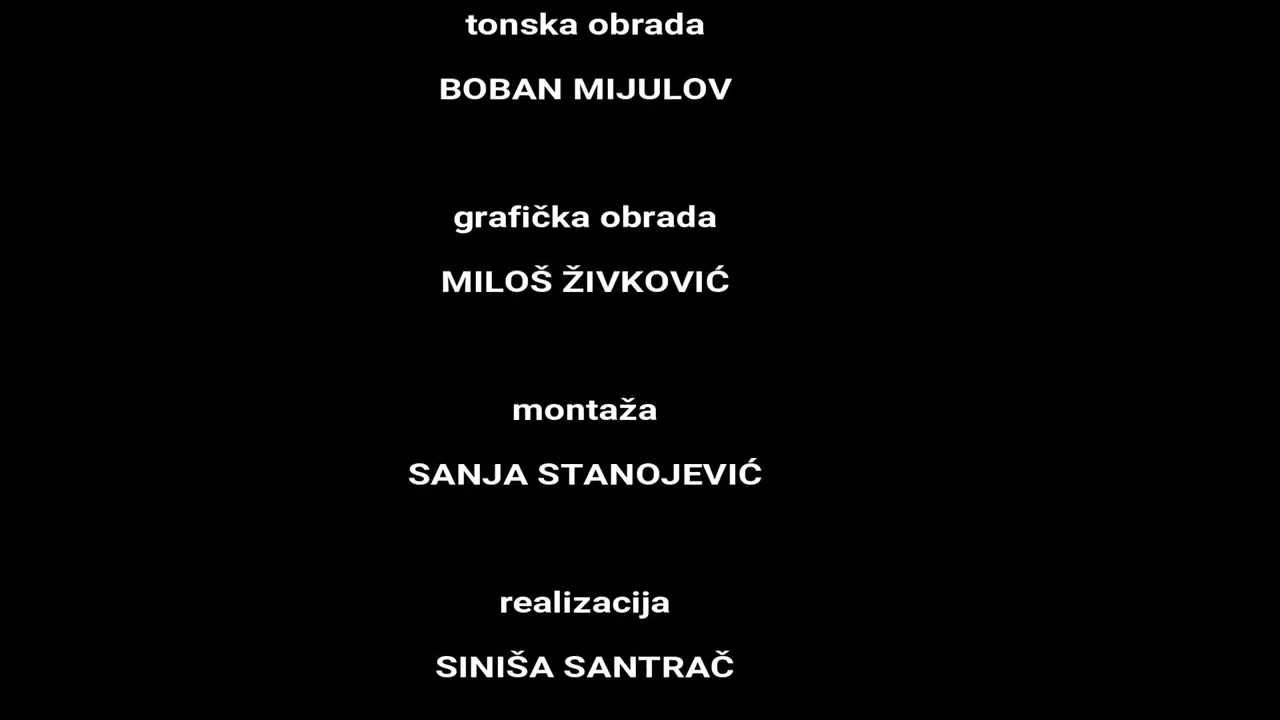 tonska obrada
BOBAN MIJULOV
grafička obrada
MILOŠ ŽIVKOVIĆ
montaža
SANJA STANOJEVIĆ
realizacija
SINIŠA SANTRAČ